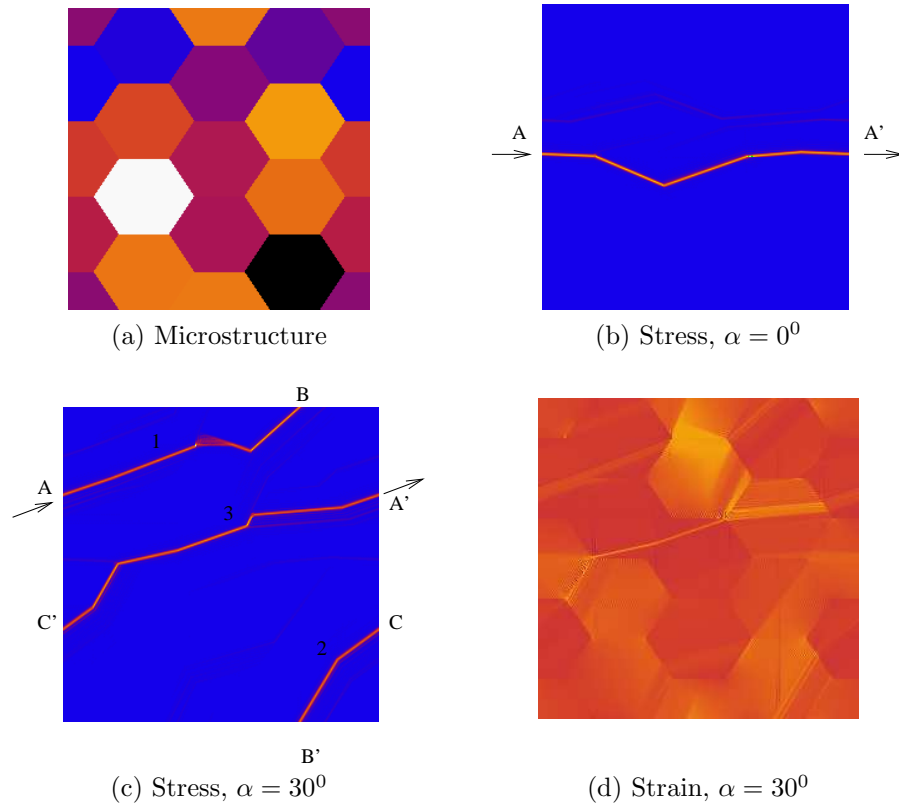 A
A'
(a) Microstructure
(b) Stress, α = 0⁰
B
1
A
A'
3
C'
C
2
B'
(c) Stress, α = 30⁰
(d) Strain, α = 30⁰